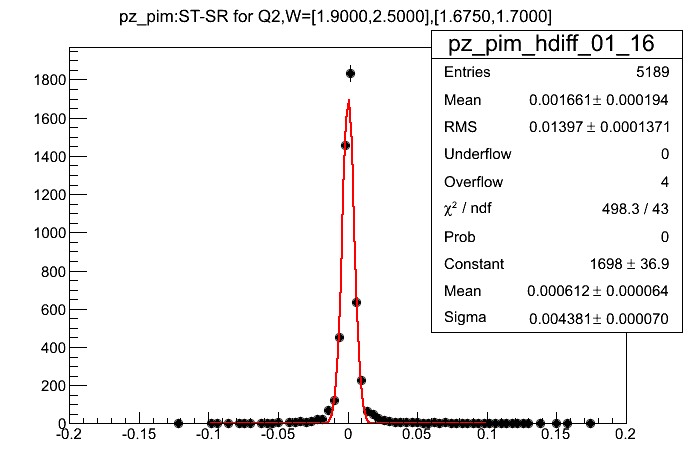 pz_pim:ST-SR for Q2,W=[1.9000,2.5000],[1.6750,1.7000]
pz_pim_hdiff_01_16
Entries 5189
Mean 0.001661± 0.000194
RMS 0.01397 ± 0.0001371
Underflow 0
Overflow 4
χ² / ndf 498.3 / 43
Prob 0
Constant 1698 ± 36.9
Mean 0.000612 ± 0.000064
Sigma 0.004381± 0.000070
1800
1600
1400
1200
1000
800
600
400
200
0
-0.2 -0.15 -0.1 -0.05 0 0.05 0.1 0.15 0.2